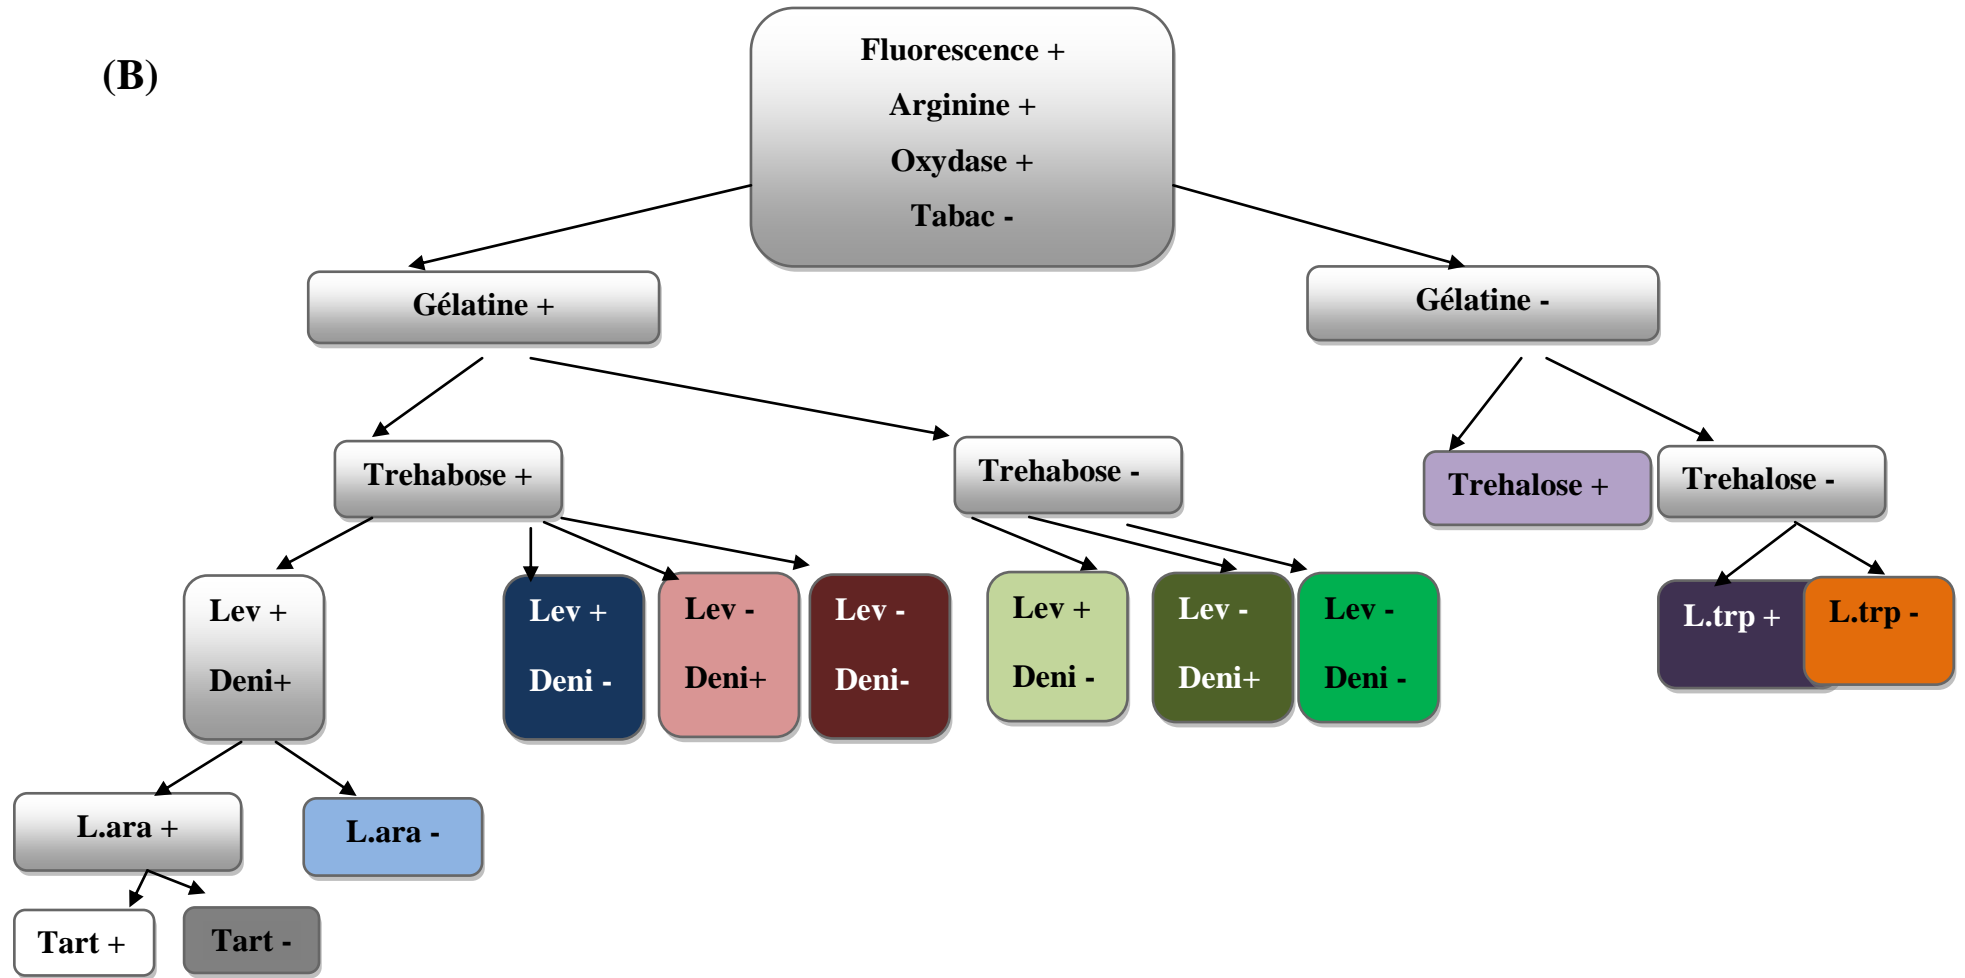 (B)
Fluorescence +
Arginine +
Oxydase +
Tabac -
Gélatine +
Gélatine -
Trehabose +
Trehabose -
Trehalose +
Trehalose -
Lev +
Deni+
Lev +
Deni -
Lev -
Deni+
Lev -
Deni-
Lev +
Deni -
Lev -
Deni+
Lev -
Deni -
L.trp +
L.trp -
L.ara +
L.ara -
Tart +
Tart -